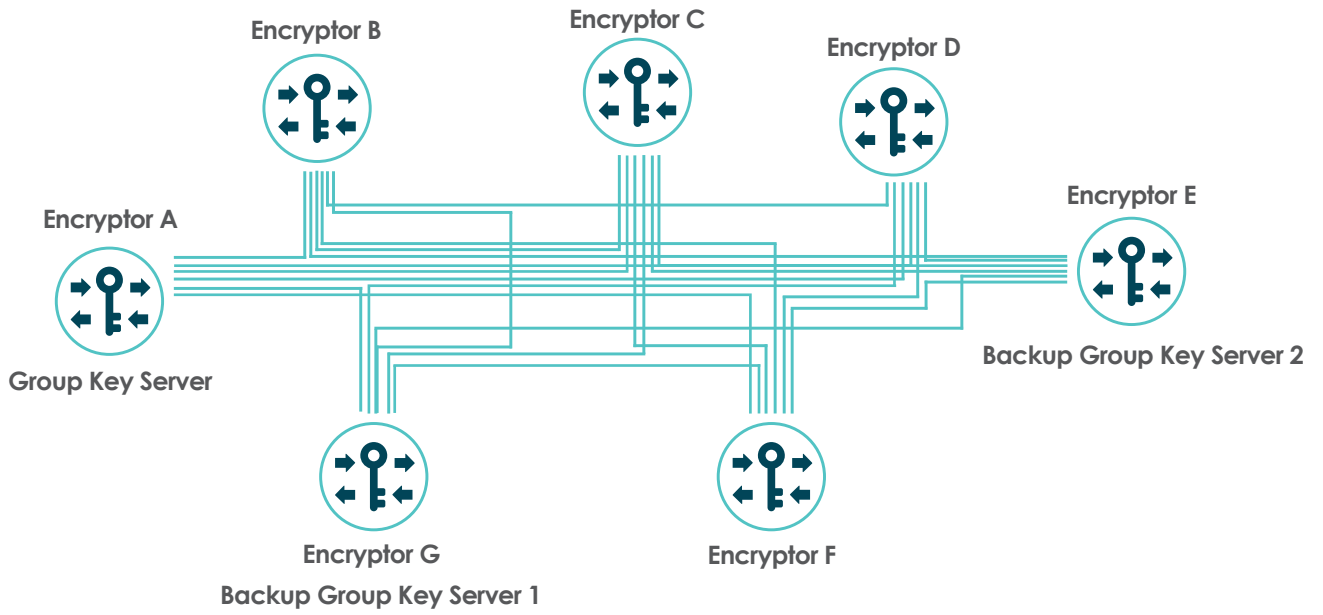 Encryptor B
Encryptor C
Encryptor D
Encryptor A
Encryptor E
Group Key Server
Backup Group Key Server 2
Encryptor G
Encryptor F
Backup Group Key Server 1